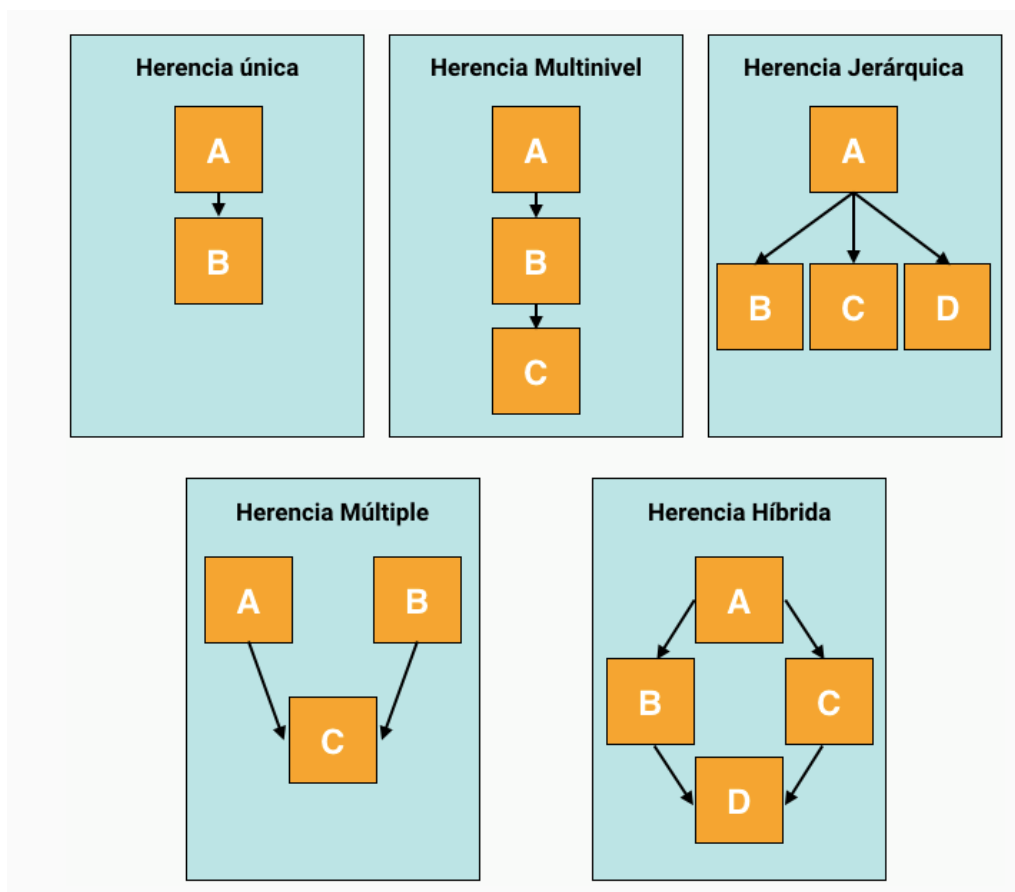 Herencia única
A
B
Herencia Multinivel
A
B
C
Herencia Jerárquica
A
B C D
Herencia Múltiple
A B
C
Herencia Híbrida
A
B C
D